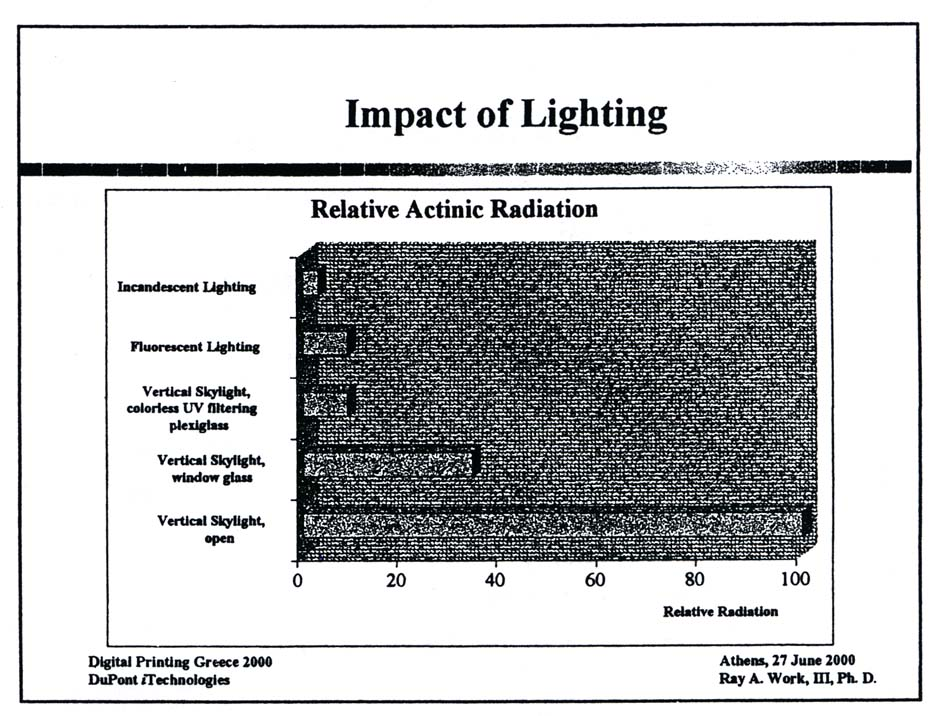 Impact of Lighting
Relative Actinic Radiation
Incandescent Lighting
Fluorescent Lighting
Vertical Skylight,
colorless UV filtering
plexiglass
Vertical Skylight,
window glass
Vertical Skylight,
open
0 20 40 60 80 100
Relative Radiation
Digital Printing Greece 2000
DuPont iTechnologies
Athens, 27 June 2000
Ray A. Work, III, Ph. D.